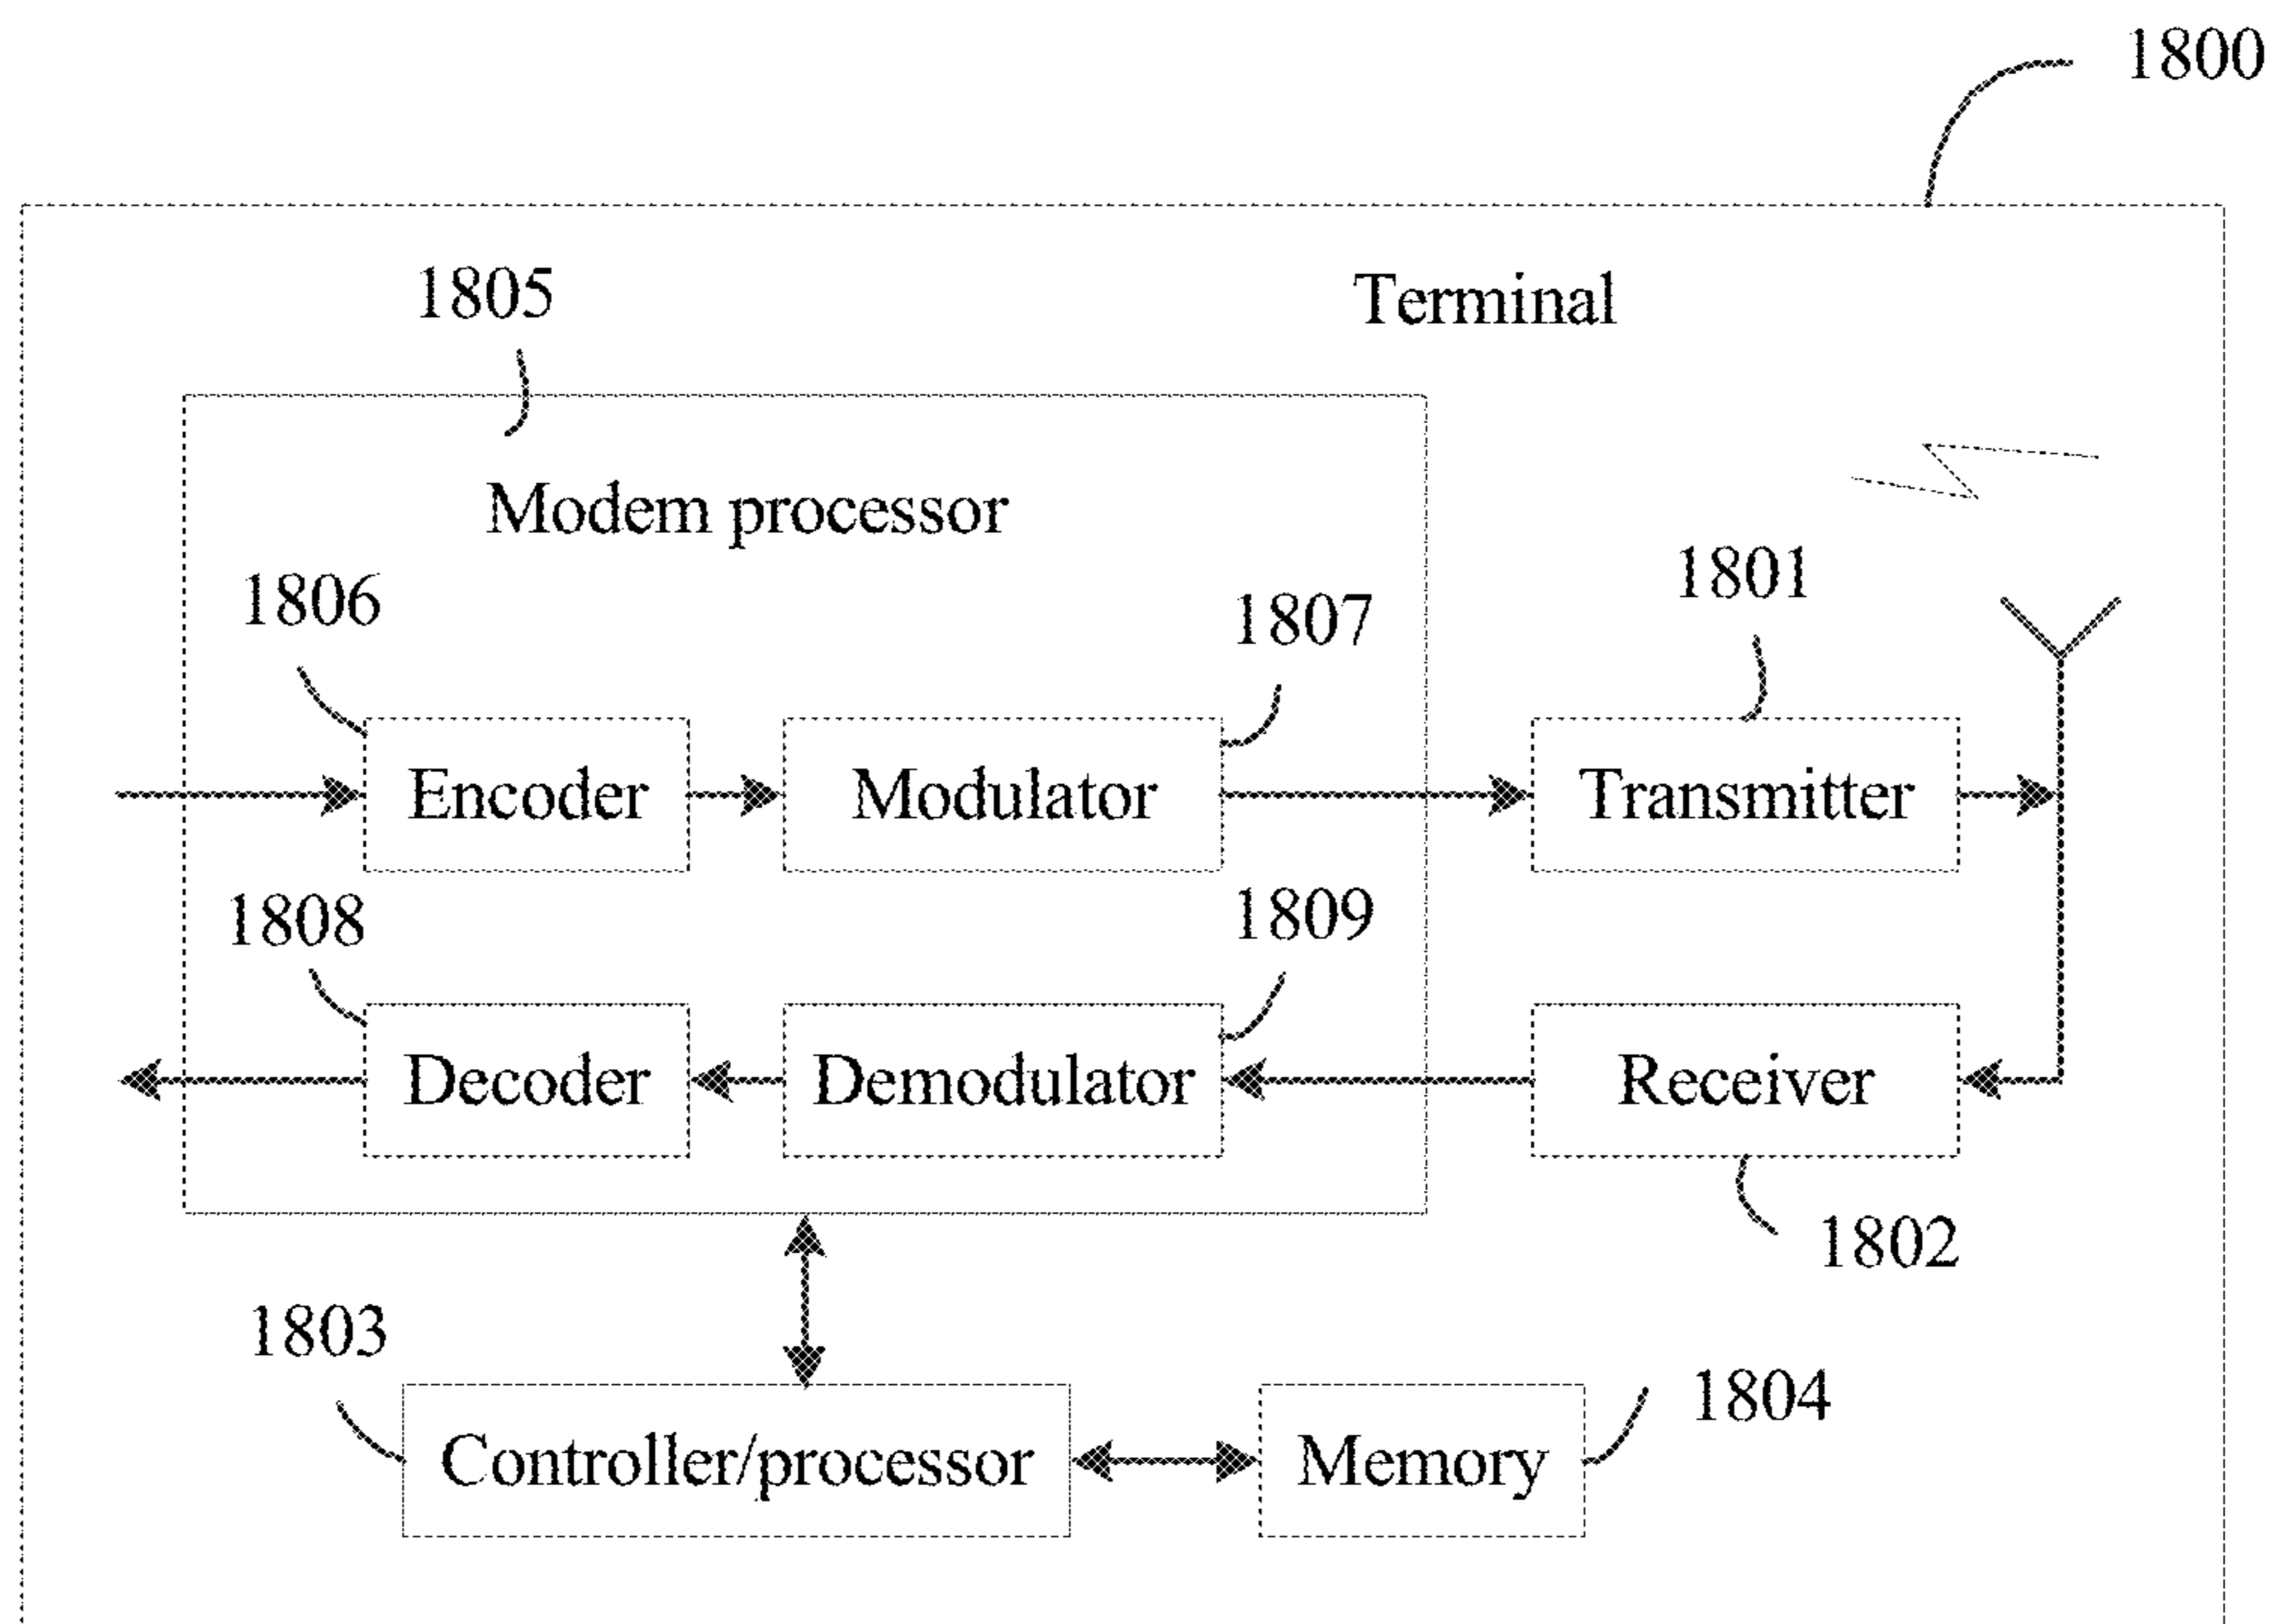 1800
1805
Terminal
Modem processor
1806
1807
1801
Encoder
Modulator
Transmitter
1808
1809
Decoder
Demodulator
Receiver
1802
1803
1804
Controller/processor
Memory